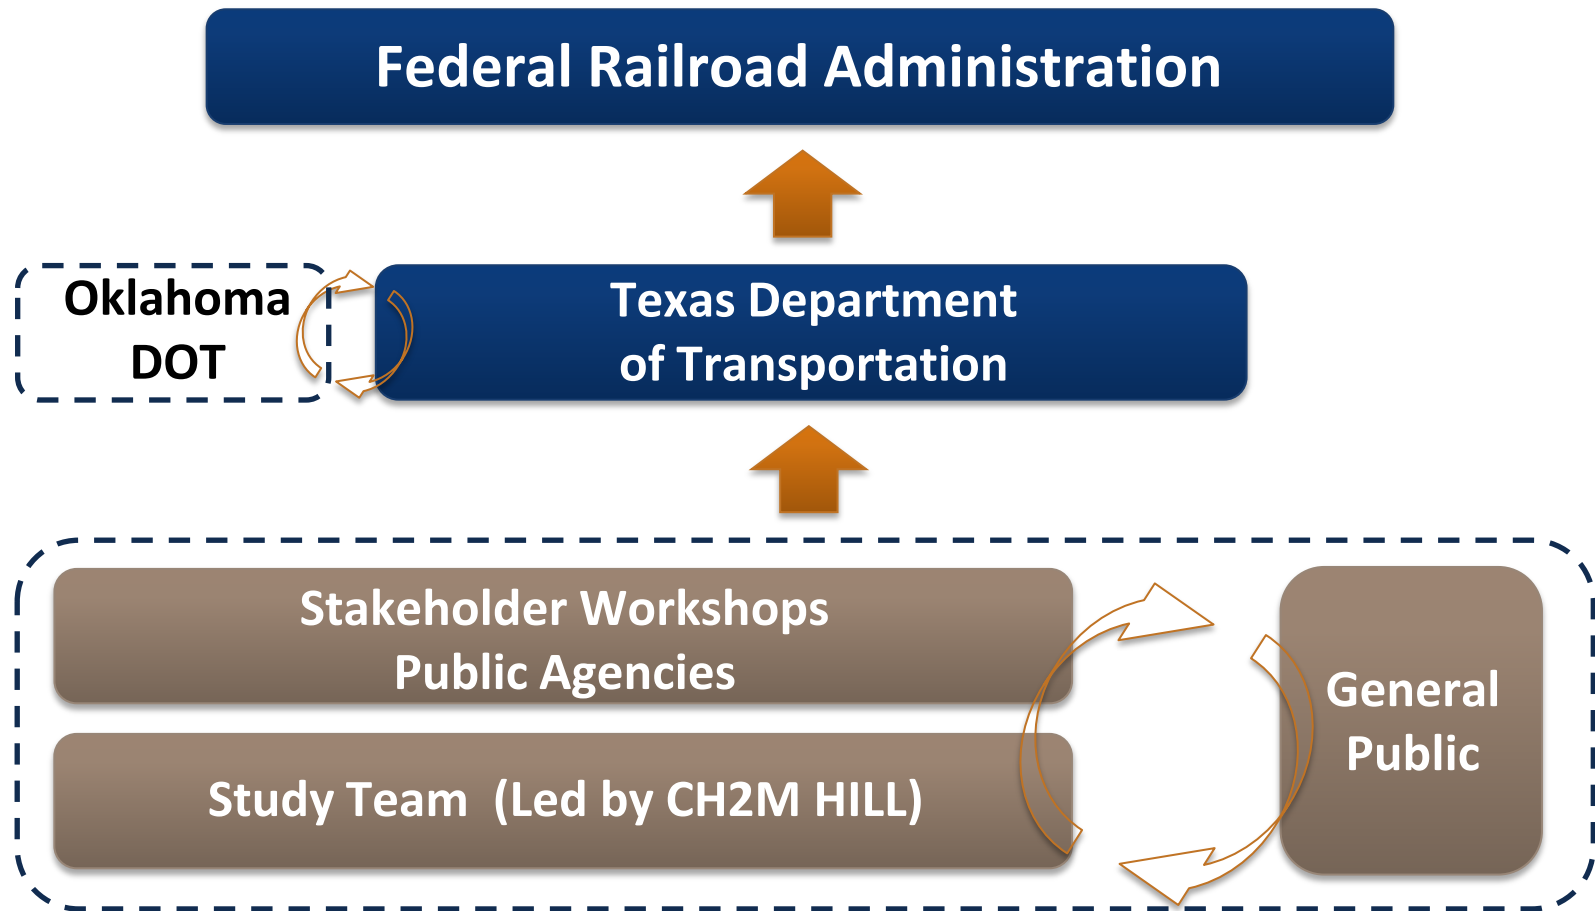 Federal Railroad Administration
Oklahoma
DOT
Texas Department
of Transportation
Stakeholder Workshops
Public Agencies
Study Team  (Led by CH2M HILL)
General
Public